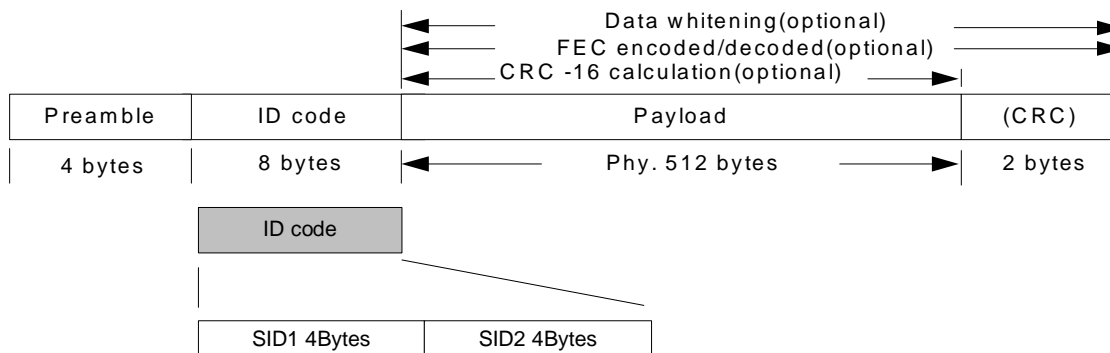 Data whitening(optional)
FEC encoded/decoded(optional)
CRC -16 calculation(optional)
Preamble ID code Payload (CRC)
4 bytes 8 bytes Phy. 512 bytes 2 bytes
ID code
SID1 4Bytes SID2 4Bytes